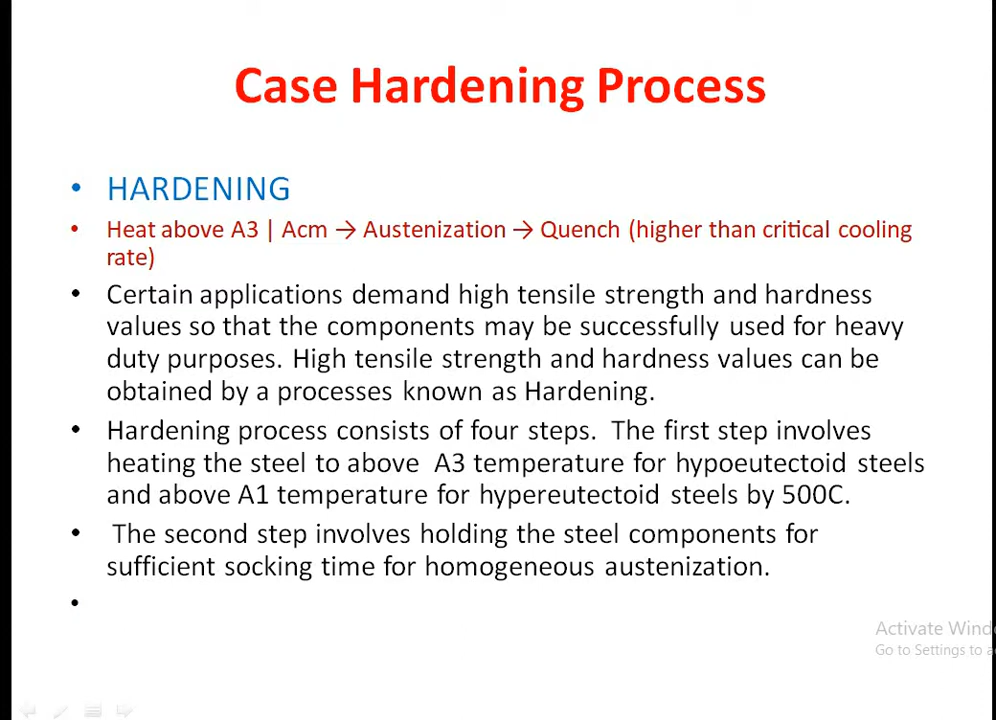 Case Hardening Process
• HARDENING
• Heat above A3 | Acm → Austenization → Quench (higher than critical cooling
rate)
• Certain applications demand high tensile strength and hardness
values so that the components may be successfully used for heavy
duty purposes. High tensile strength and hardness values can be
obtained by a processes known as Hardening.
• Hardening process consists of four steps. The first step involves
heating the steel to above A3 temperature for hypoeutectoid steels
and above A1 temperature for hypereutectoid steels by 500C.
• The second step involves holding the steel components for
sufficient socking time for homogeneous austenization.
•
Activate Wind
Go to Settings to a